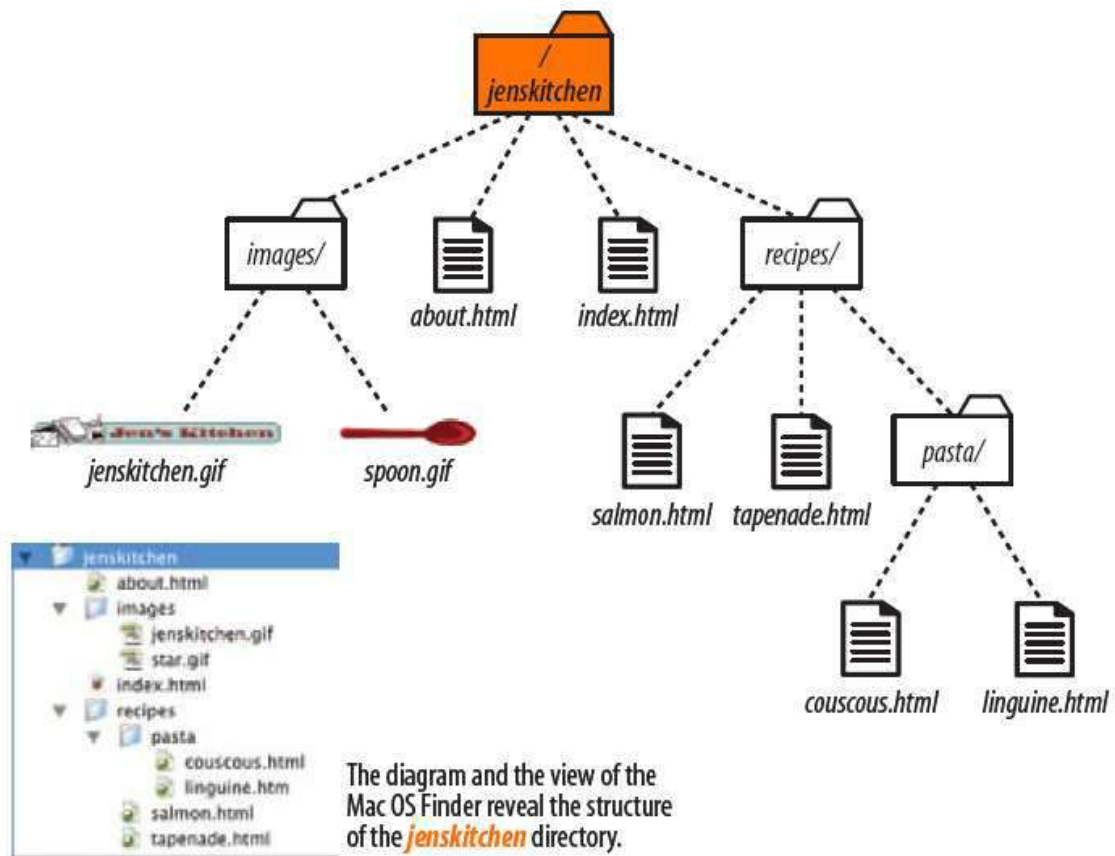 /
jenskitchen
images/
recipes/
about.html
index.html
Jen's Kitchen
jenskitchen.gif
spoon.gif
pasta/
salmon.html
tapenade.html
couscous.html
linguine.html
jenskitchen
about.html
images
jenskitchen.gif
star.gif
index.html
recipes
pasta
couscous.html
linguine.htm
salmon.html
tapenade.html
The diagram and the view of the
Mac OS Finder reveal the structure
of the jenskitchen directory.